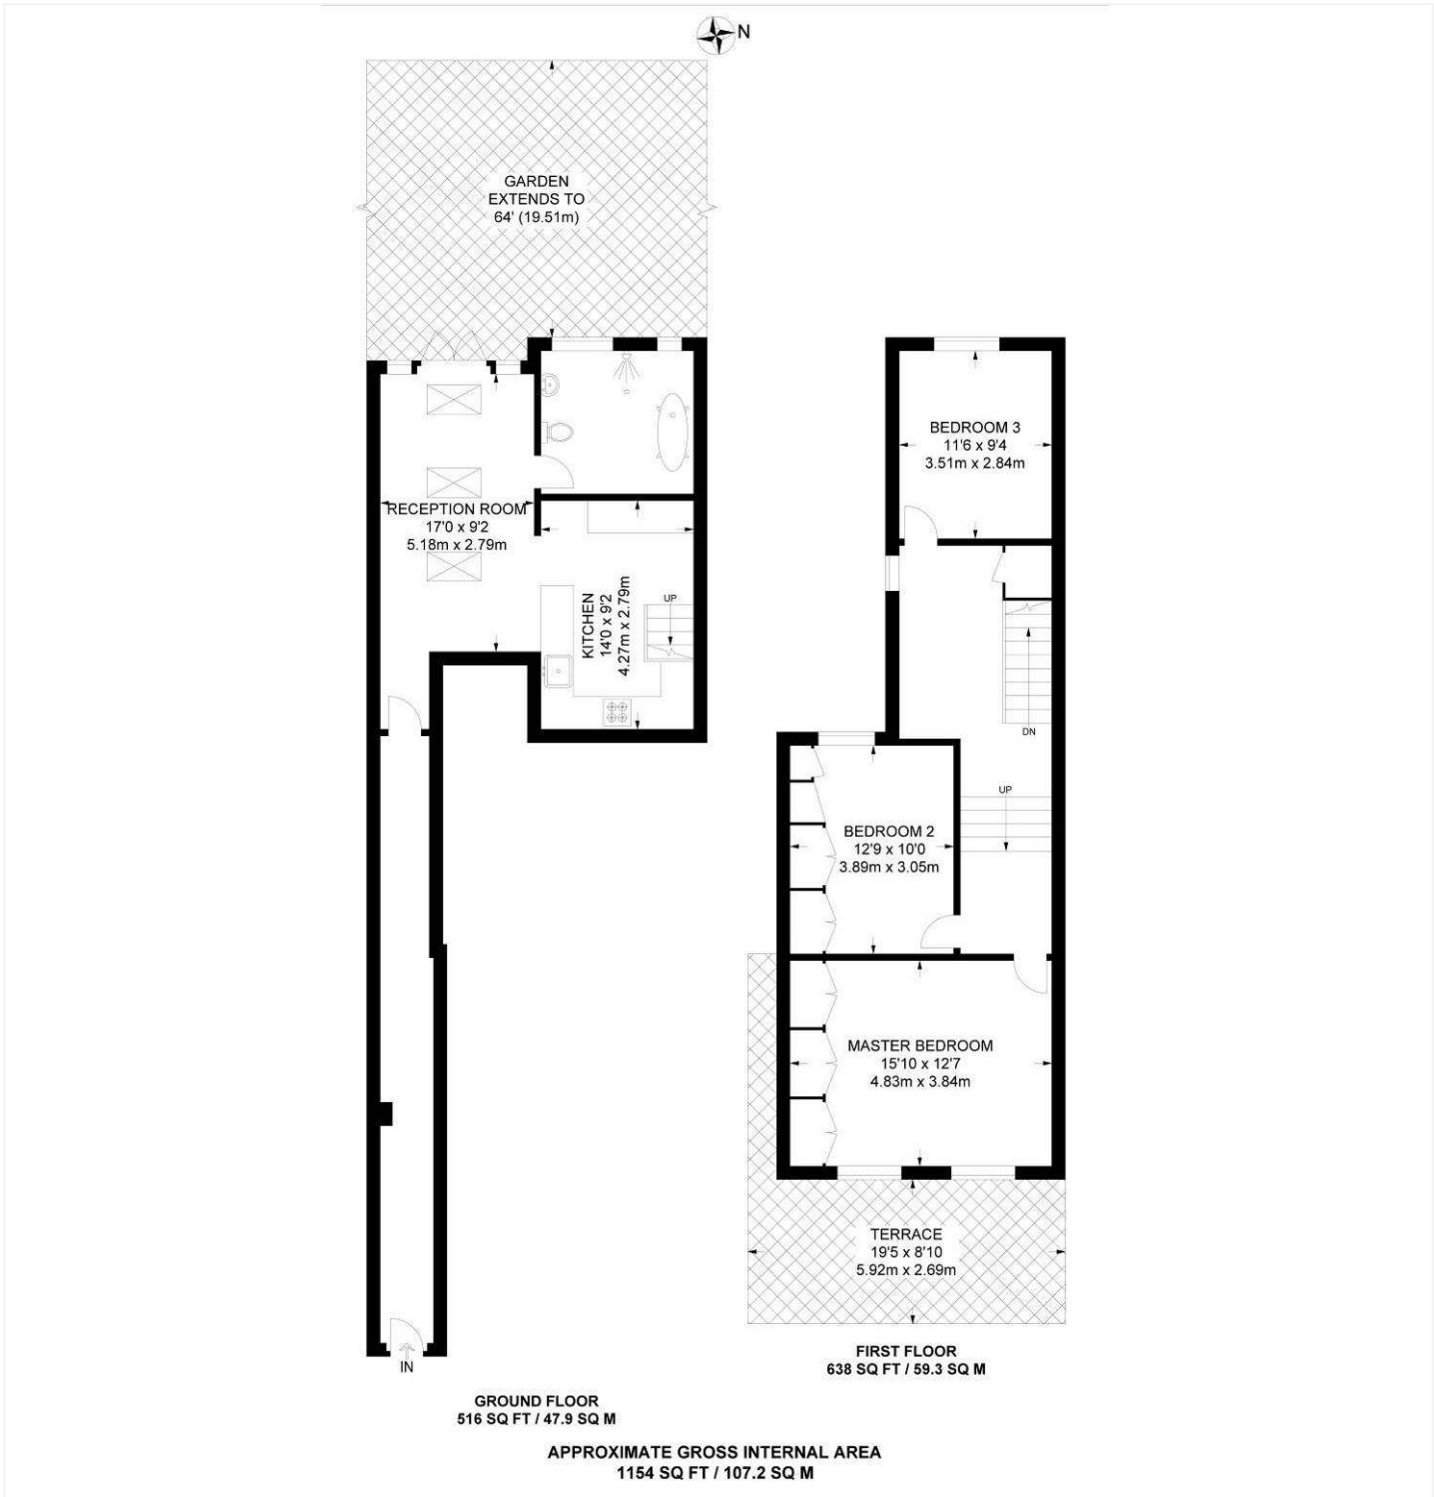 N
GARDEN
EXTENDS TO
64' (19.51m)
RECEPTION ROOM
17'0 x 9'2
5.18m x 2.79m
KITCHEN
14'0 x 9'2
4.27m x 2.79m
UP
IN
GROUND FLOOR
516 SQ FT / 47.9 SQ M
BEDROOM 3
11'6 x 9'4
3.51m x 2.84m
DN
UP
BEDROOM 2
12'9 x 10'0
3.89m x 3.05m
MASTER BEDROOM
15'10 x 12'7
4.83m x 3.84m
TERRACE
19'5 x 8'10
5.92m x 2.69m
FIRST FLOOR
638 SQ FT / 59.3 SQ M
APPROXIMATE GROSS INTERNAL AREA
1154 SQ FT / 107.2 SQ M